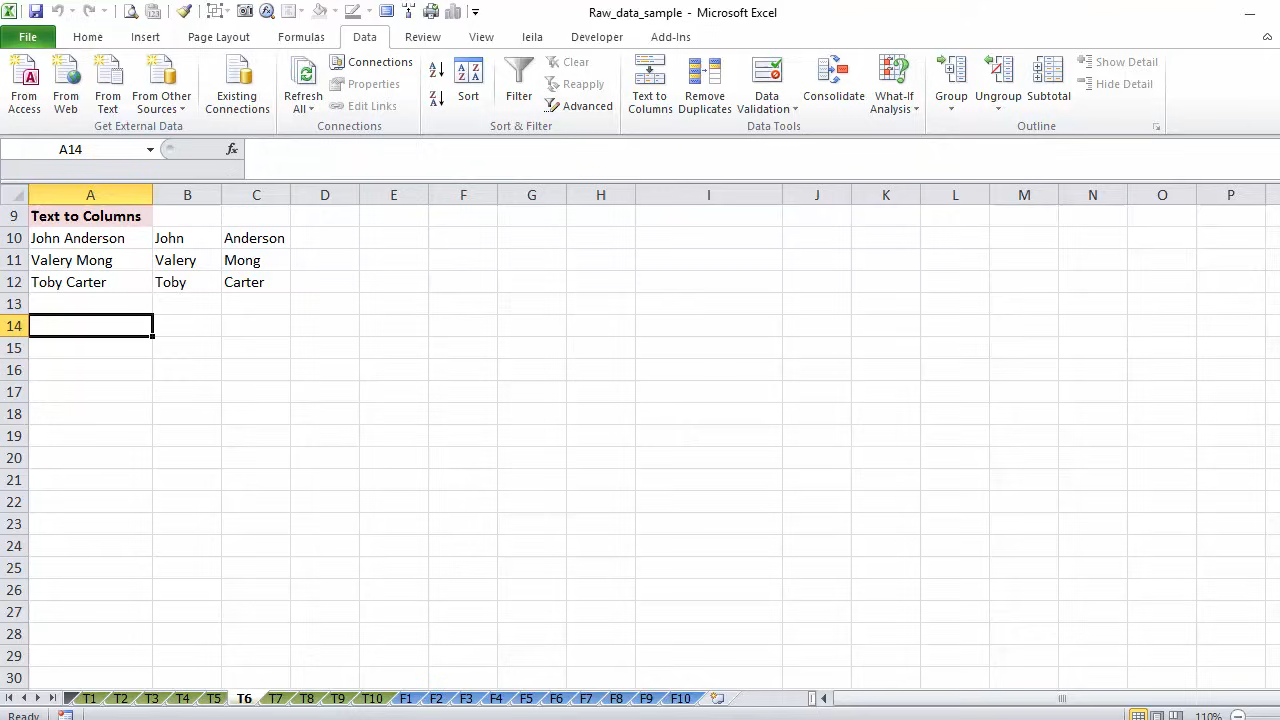 Raw_data_sample - Microsoft Excel
File Home Insert Page Layout Formulas Data Review View leila Developer Add-Ins
From Access
From Web
From Text
From Other Sources
Existing Connections
Get External Data
Refresh All
Connections
Properties
Edit Links
Connections
Sort
Filter
Clear
Reapply
Advanced
Sort & Filter
Text to Columns
Remove Duplicates
Data Validation
Consolidate
What-If Analysis
Data Tools
Group
Ungroup
Subtotal
Show Detail
Hide Detail
Outline
A14 fx
A B C D E F G H I J K L M N O P
9 Text to Columns
10 John Anderson John Anderson
11 Valery Mong Valery Mong
12 Toby Carter Toby Carter
13
14
15
16
17
18
19
20
21
22
23
24
25
26
27
28
29
30
T1 T2 T3 T4 T5 T6 T7 T8 T9 T10 F1 F2 F3 F4 F5 F6 F7 F8 F9 F10
Ready 110%